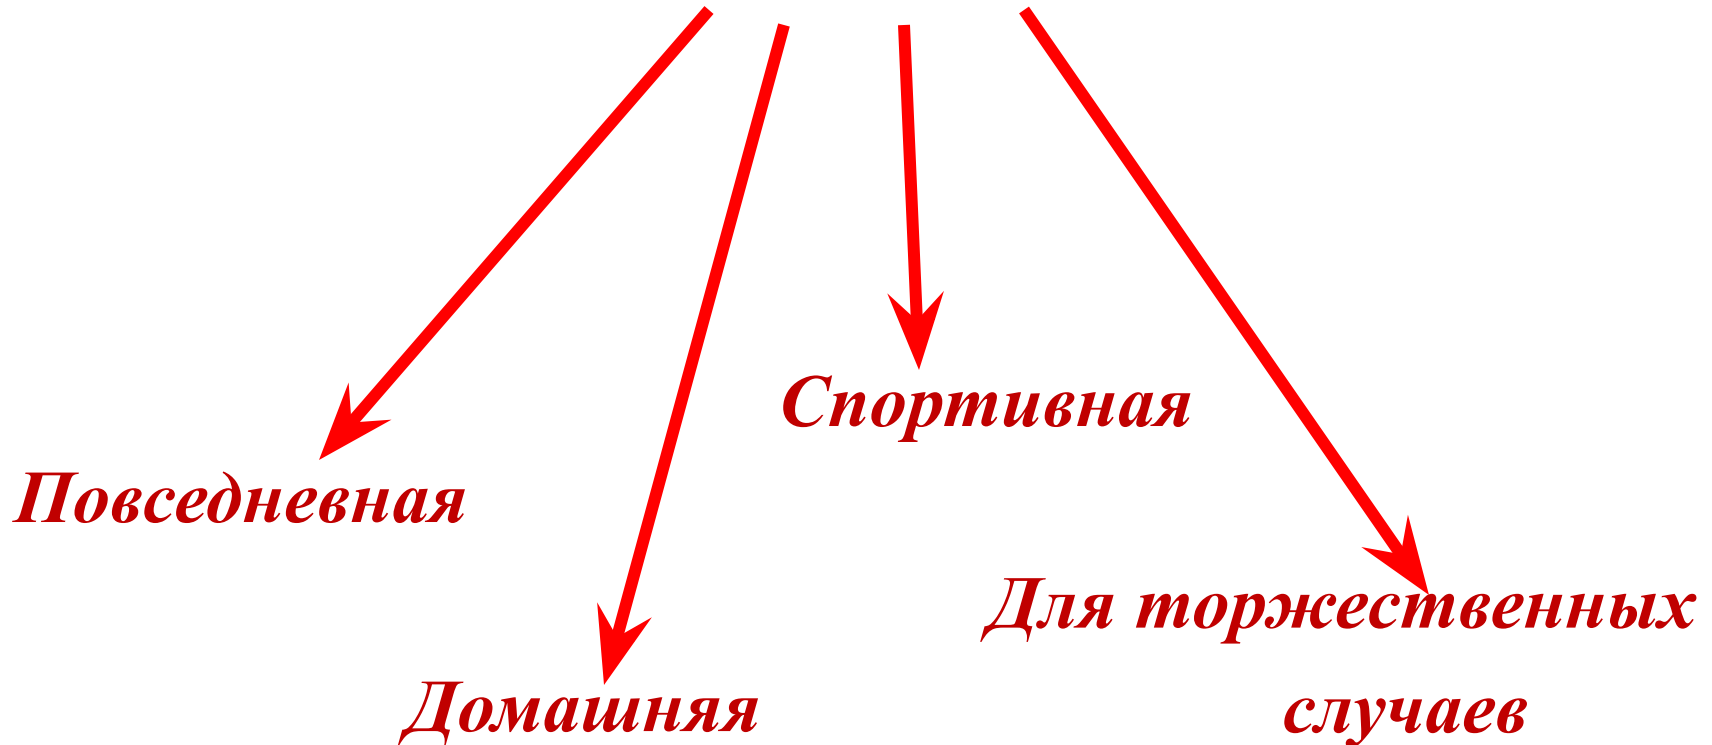 Спортивная
Повседневная
Для торжественных
случаев
Домашняя